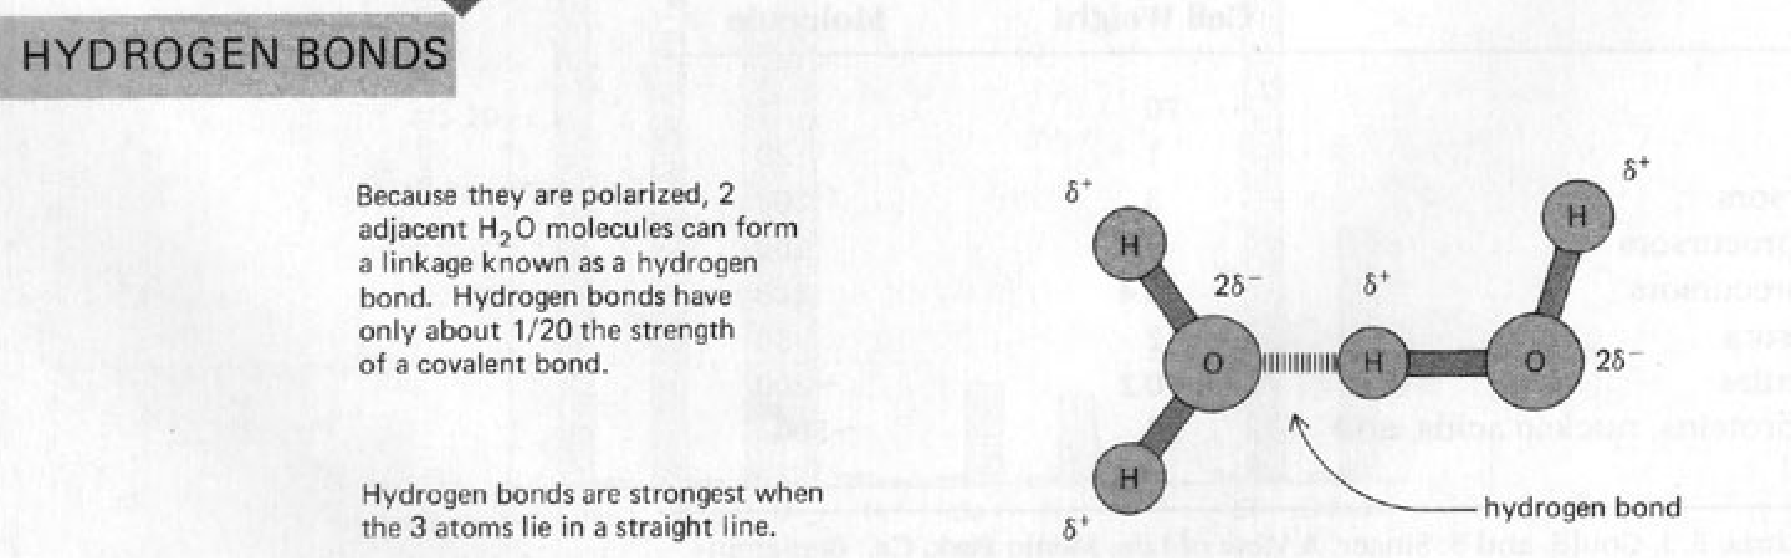 HYDROGEN BONDS
Because they are polarized, 2
adjacent H₂O molecules can form
a linkage known as a hydrogen
bond. Hydrogen bonds have
only about 1/20 the strength
of a covalent bond.
Hydrogen bonds are strongest when
the 3 atoms lie in a straight line.
δ⁺
δ⁺
H
H
2δ⁻
δ⁺
O
H
O
2δ⁻
H
δ⁺
hydrogen bond